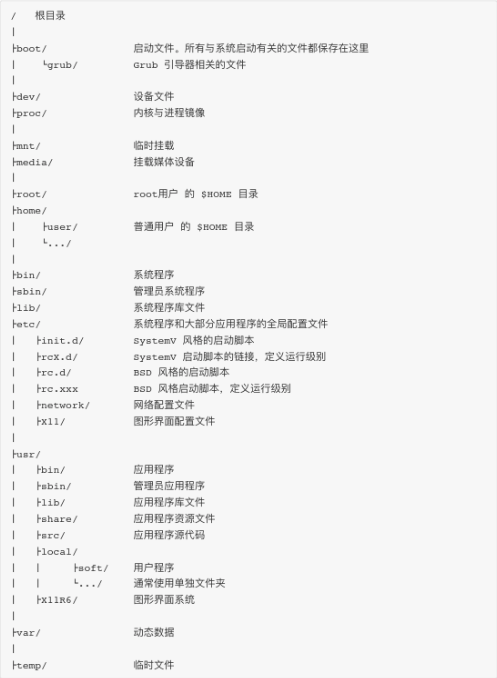 /   根目录
|
├boot/             启动文件。所有与系统启动有关的文件都保存在这里
|    └grub/        Grub 引导器相关的文件
|
├dev/              设备文件
├proc/             内核与进程镜像
|
├mnt/              临时挂载
├media/            挂载媒体设备
|
├root/             root用户 的 $HOME 目录
├home/
|    ├user/        普通用户 的 $HOME 目录
|    └.../
|
├bin/              系统程序
├sbin/             管理员系统程序
├lib/              系统程序库文件
├etc/              系统程序和大部分应用程序的全局配置文件
|   ├init.d/       SystemV 风格的启动脚本
|   ├rcX.d/        SystemV 启动脚本的链接，定义运行级别
|   ├rc.d/         BSD 风格的启动脚本
|   ├rc.xxx        BSD 风格启动脚本，定义运行级别
|   ├network/      网络配置文件
|   ├X11/          图形界面配置文件
|
├usr/
|   ├bin/          应用程序
|   ├sbin/         管理员应用程序
|   ├lib/          应用程序库文件
|   ├share/        应用程序资源文件
|   ├src/          应用程序源代码
|   ├local/
|   |     ├soft/   用户程序
|   |     └.../    通常使用单独文件夹
|   ├X11R6/        图形界面系统
|
├var/              动态数据
|
├temp/             临时文件